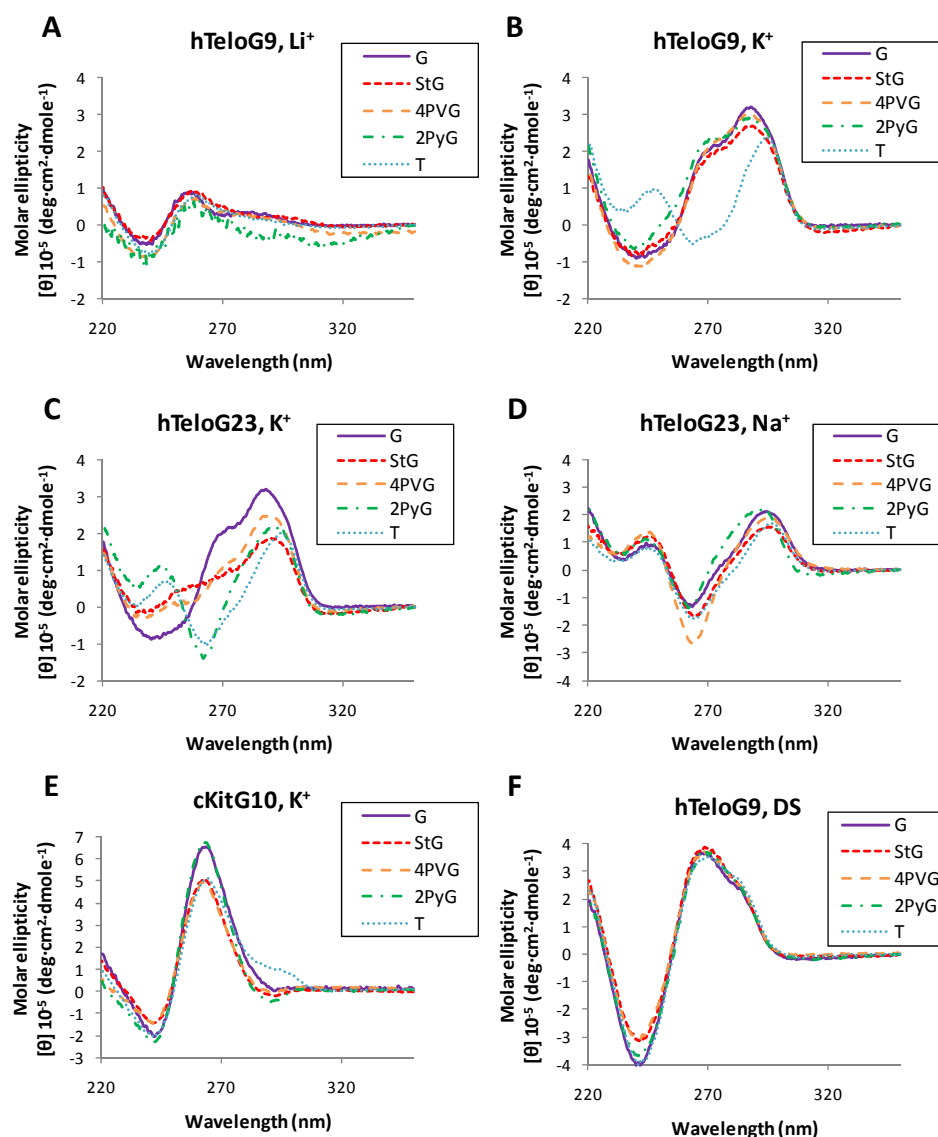 A
hTeloG9, Li⁺
G
StG
4PVG
2PyG
T
Molar ellipticity
[θ] 10⁻⁵ (deg·cm²·dmole⁻¹)
4
3
2
1
0
-1
-2
220
270
320
Wavelength (nm)
B
hTeloG9, K⁺
G
StG
4PVG
2PyG
T
Molar ellipticity
[θ] 10⁻⁵ (deg·cm²·dmole⁻¹)
4
3
2
1
0
-1
-2
220
270
320
Wavelength (nm)
C
hTeloG23, K⁺
G
StG
4PVG
2PyG
T
Molar ellipticity
[θ] 10⁻⁵ (deg·cm²·dmole⁻¹)
4
3
2
1
0
-1
-2
220
270
320
Wavelength (nm)
D
hTeloG23, Na⁺
G
StG
4PVG
2PyG
T
Molar ellipticity
[θ] 10⁻⁵ (deg·cm²·dmole⁻¹)
4
3
2
1
0
-1
-2
-3
-4
220
270
320
Wavelength (nm)
E
cKitG10, K⁺
G
StG
4PVG
2PyG
T
Molar ellipticity
[θ] 10⁻⁵ (deg·cm²·dmole⁻¹)
7
6
5
4
3
2
1
0
-1
-2
-3
220
270
320
Wavelength (nm)
F
hTeloG9, DS
G
StG
4PVG
2PyG
T
Molar ellipticity
[θ] 10⁻⁵ (deg·cm²·dmole⁻¹)
4
3
2
1
0
-1
-2
-3
-4
220
270
320
Wavelength (nm)